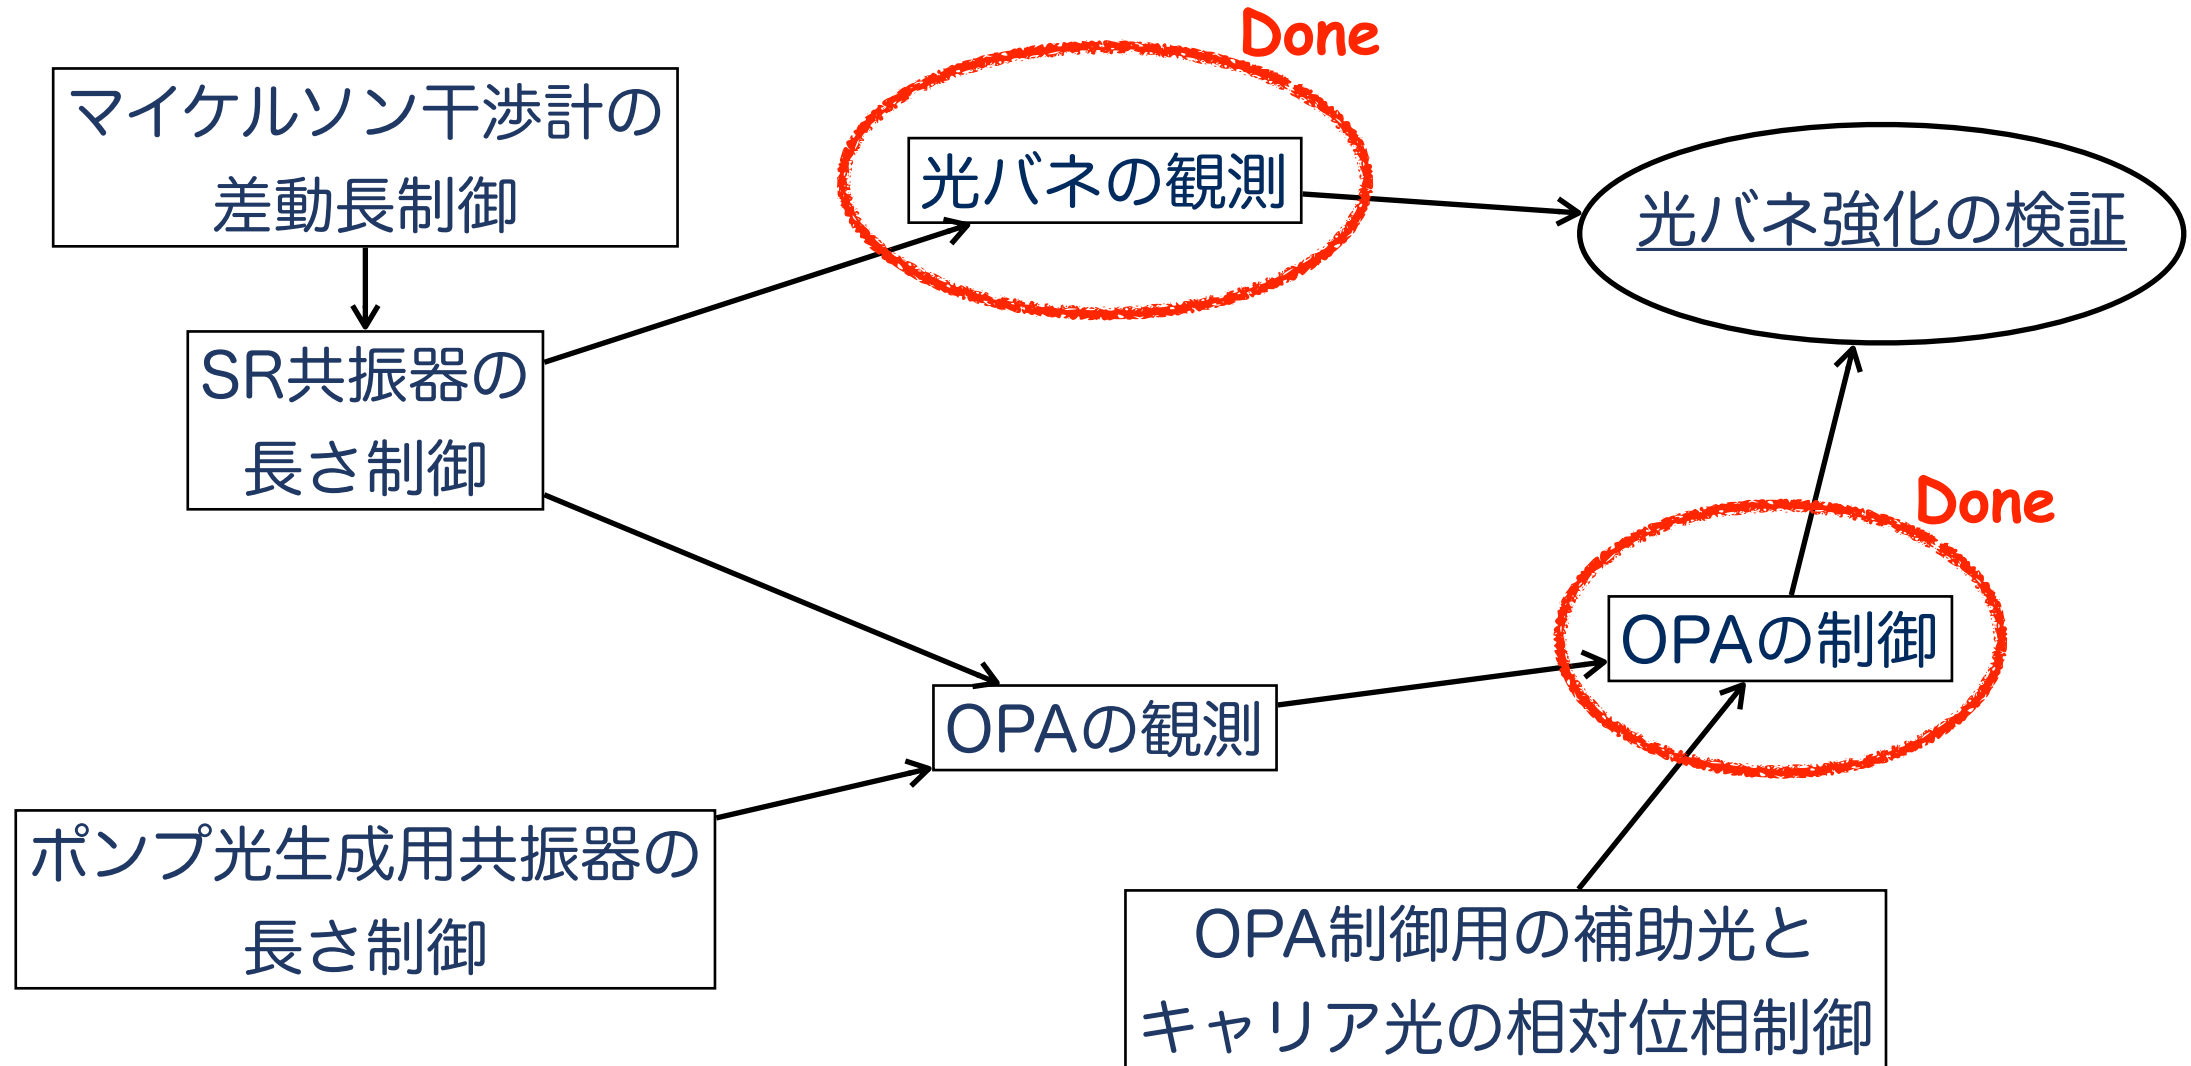 Done
マイケルソン干渉計の
差動長制御
光バネの観測
光バネ強化の検証
SR共振器の
長さ制御
Done
OPAの制御
OPAの観測
ポンプ光生成用共振器の
長さ制御
OPA制御用の補助光と
キャリア光の相対位相制御